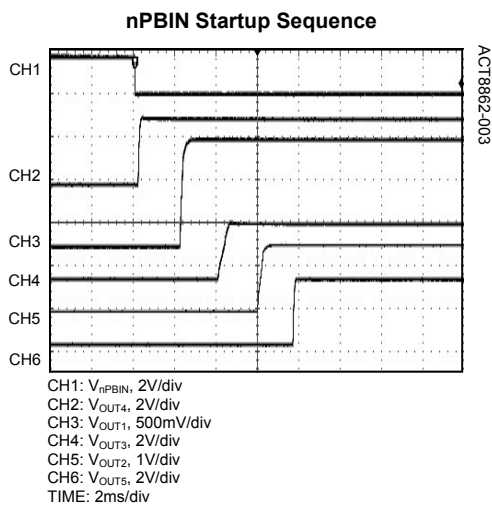 nPBIN Startup Sequence
ACT8862-003
CH1
CH2
CH3
CH4
CH5
CH6
CH1: VnPBIN, 2V/div
CH2: VOUT4, 2V/div
CH3: VOUT1, 500mV/div
CH4: VOUT3, 2V/div
CH5: VOUT2, 1V/div
CH6: VOUT5, 2V/div
TIME: 2ms/div